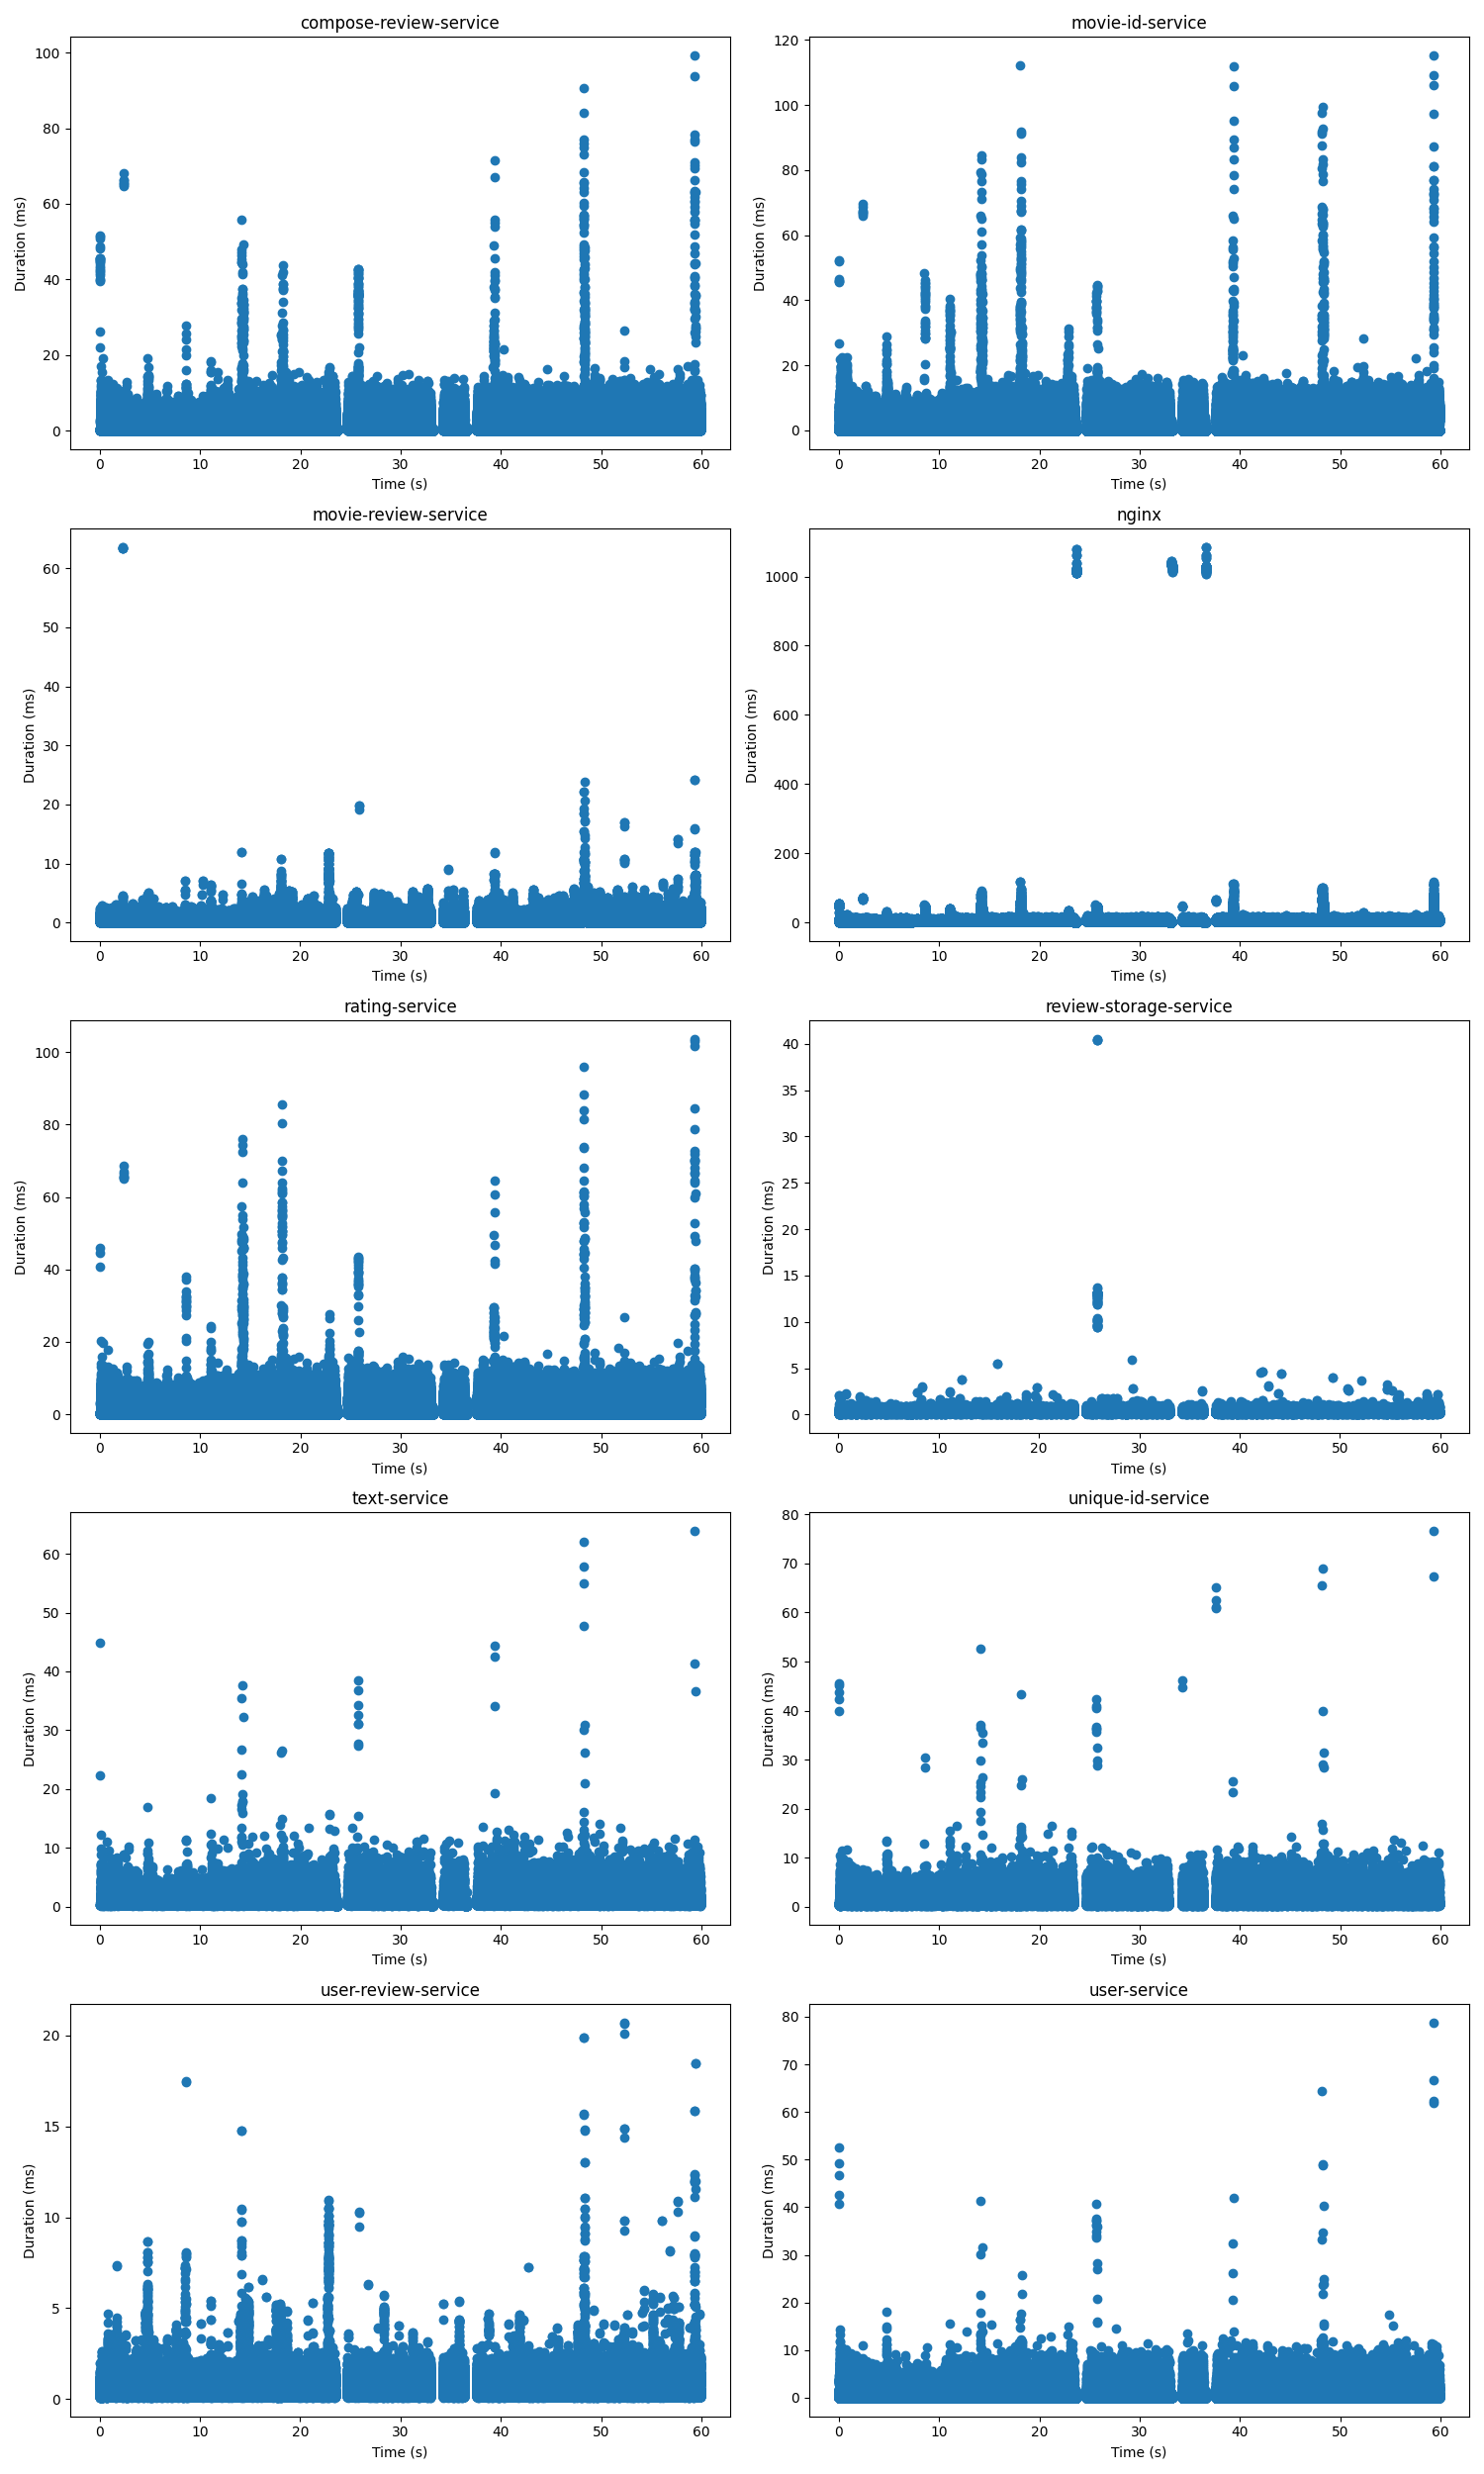 compose-review-service
Duration (ms)
100
80
60
40
20
0
0 10 20 30 40 50 60
Time (s)
movie-id-service
Duration (ms)
120
100
80
60
40
20
0
0 10 20 30 40 50 60
Time (s)
movie-review-service
Duration (ms)
60
50
40
30
20
10
0
0 10 20 30 40 50 60
Time (s)
nginx
Duration (ms)
1000
800
600
400
200
0
0 10 20 30 40 50 60
Time (s)
rating-service
Duration (ms)
100
80
60
40
20
0
0 10 20 30 40 50 60
Time (s)
review-storage-service
Duration (ms)
40
35
30
25
20
15
10
5
0
0 10 20 30 40 50 60
Time (s)
text-service
Duration (ms)
60
50
40
30
20
10
0
0 10 20 30 40 50 60
Time (s)
unique-id-service
Duration (ms)
80
70
60
50
40
30
20
10
0
0 10 20 30 40 50 60
Time (s)
user-review-service
Duration (ms)
20
15
10
5
0
0 10 20 30 40 50 60
Time (s)
user-service
Duration (ms)
80
70
60
50
40
30
20
10
0
0 10 20 30 40 50 60
Time (s)